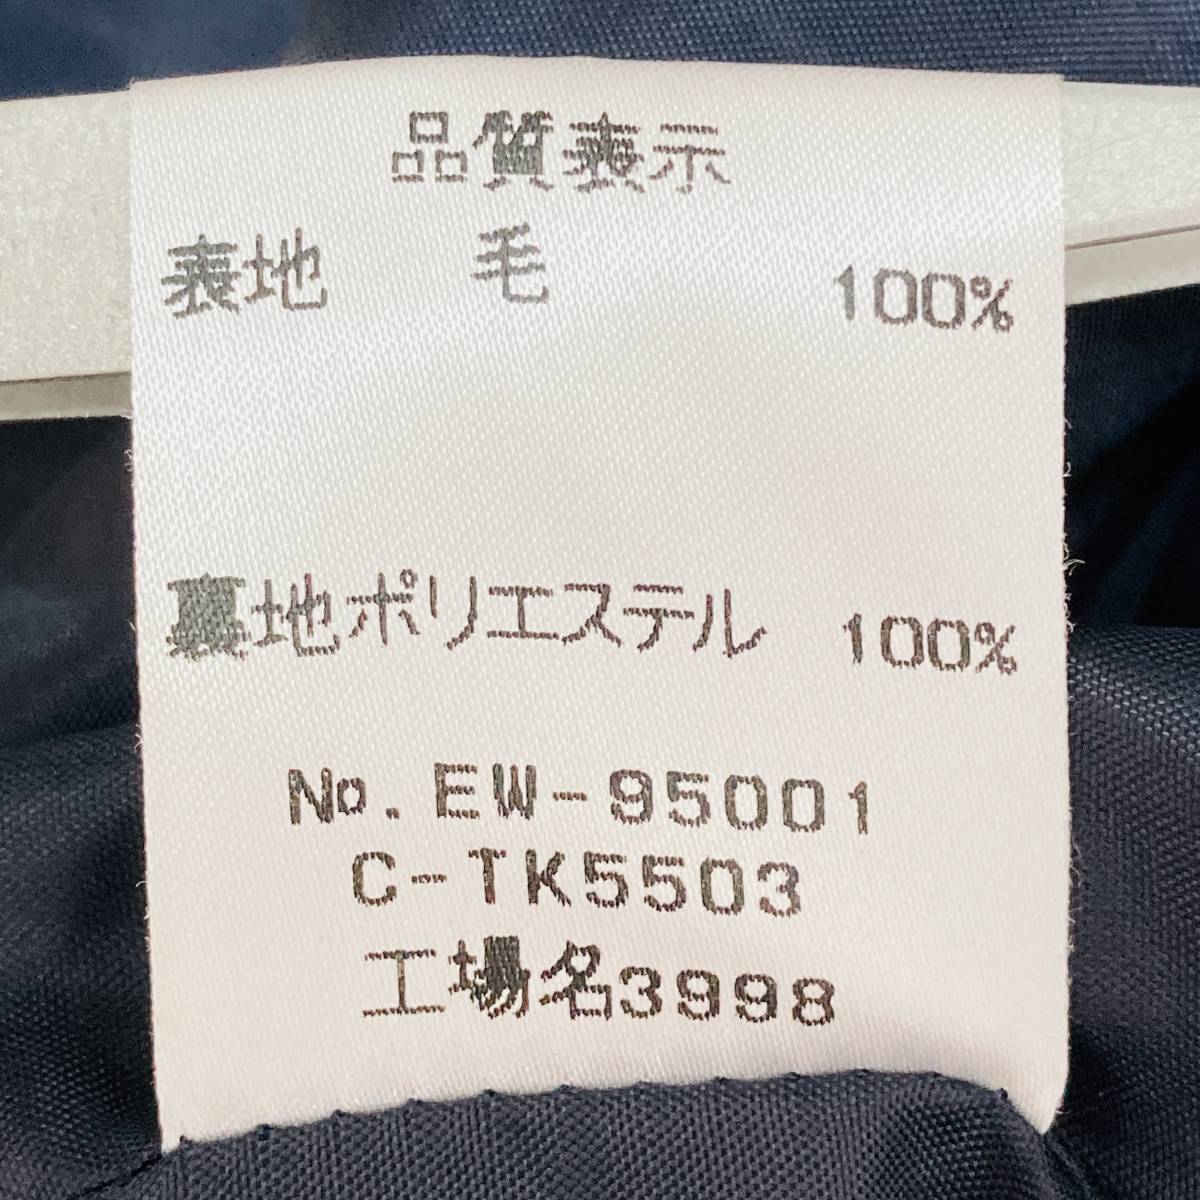 品質表示
表地 毛 100%
裏地ポリエステル 100%
No.EW-95001
C-TK5503
工場名3998